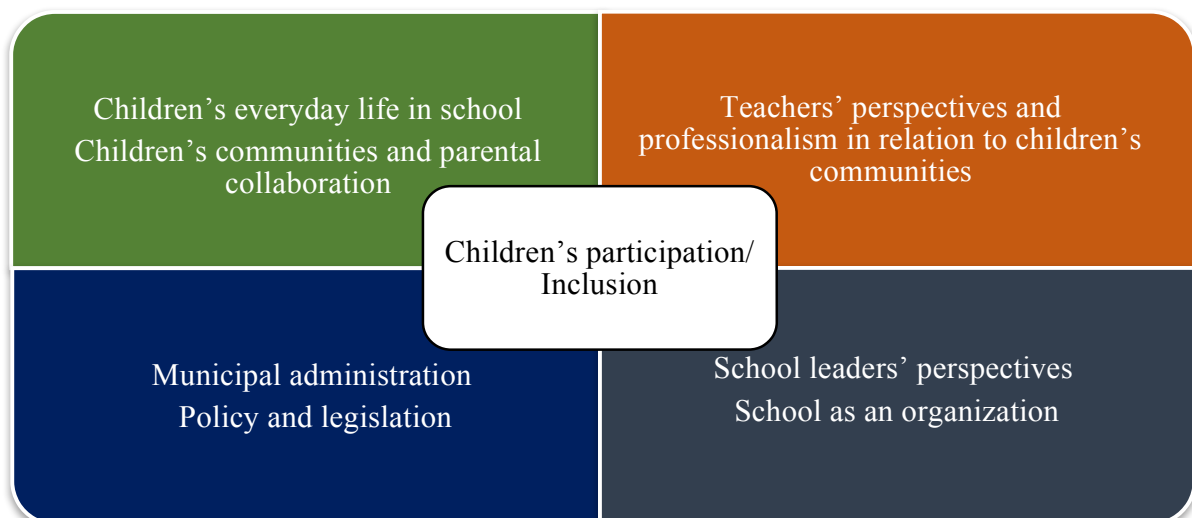 Children’s everyday life in school
Children’s communities and parental
collaboration
Teachers’ perspectives and
professionalism in relation to children’s
communities
Children’s participation/
Inclusion
Municipal administration
Policy and legislation
School leaders’ perspectives
School as an organization